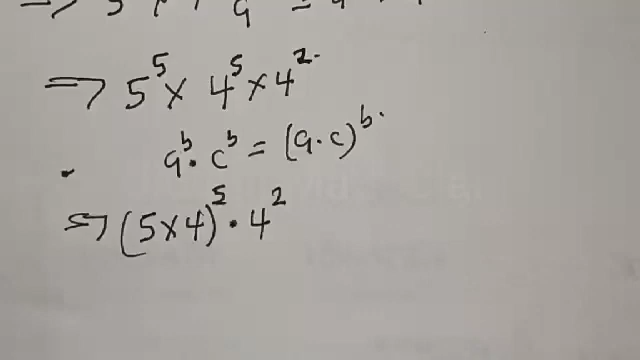 ⇒ 5^5 × 4^5 × 4^2
a^b · c^b = (a·c)^b
⇒ (5×4)^5 · 4^2